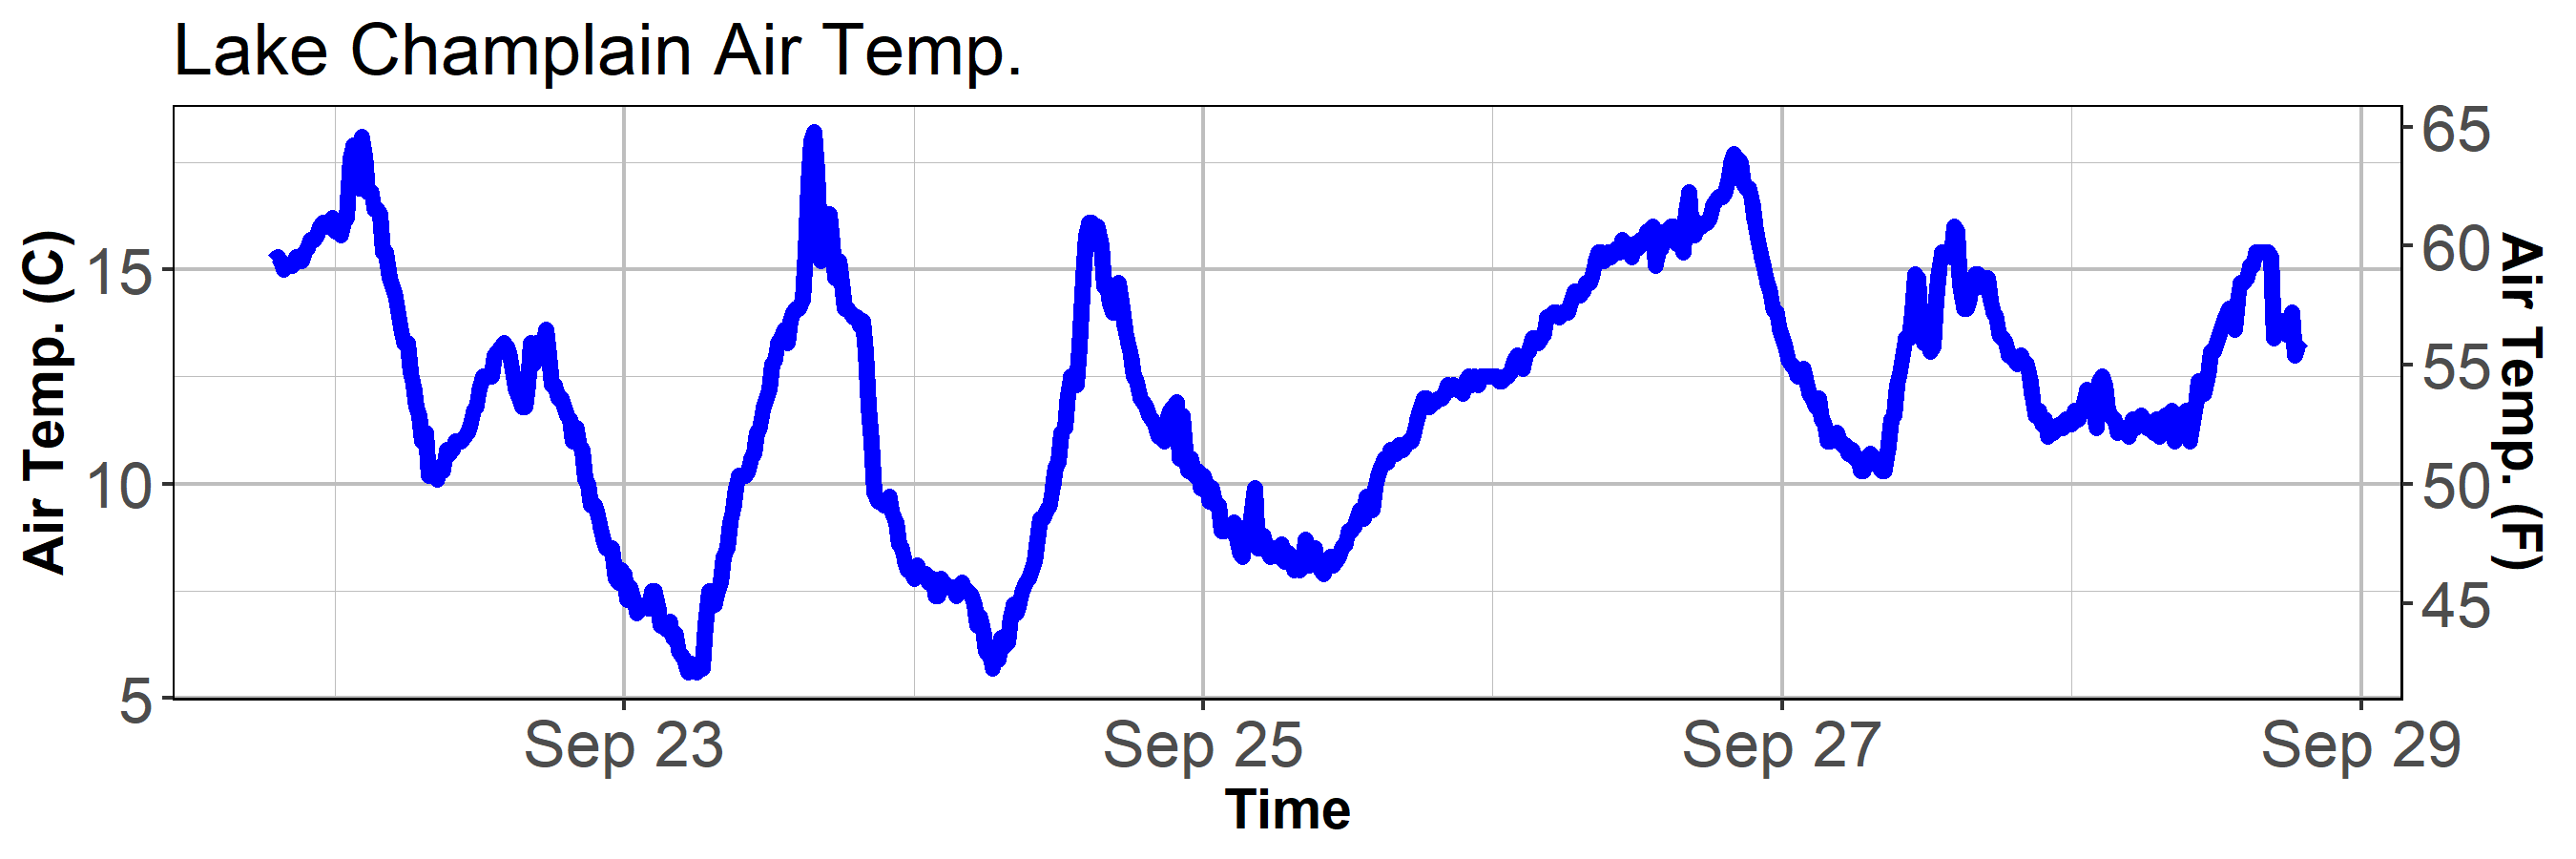 Lake Champlain Air Temp.
Air Temp. (C)
15
10
5
65
60
55
50
45
Air Temp. (F)
Sep 23
Sep 25
Sep 27
Sep 29
Time